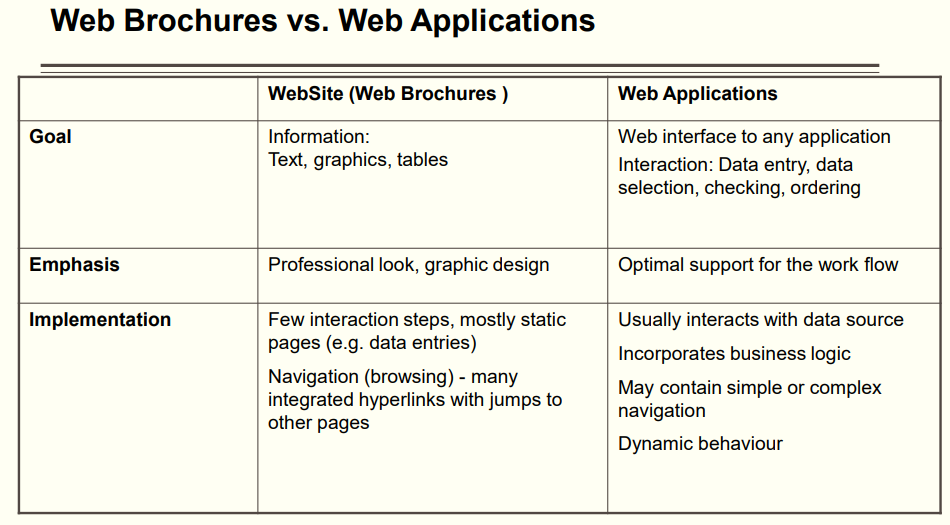 Web Brochures vs. Web Applications
WebSite (Web Brochures )
Web Applications
Goal
Information:
Text, graphics, tables
Web interface to any application
Interaction: Data entry, data
selection, checking, ordering
Emphasis
Professional look, graphic design
Optimal support for the work flow
Implementation
Few interaction steps, mostly static
pages (e.g. data entries)
Navigation (browsing) - many
integrated hyperlinks with jumps to
other pages
Usually interacts with data source
Incorporates business logic
May contain simple or complex
navigation
Dynamic behaviour